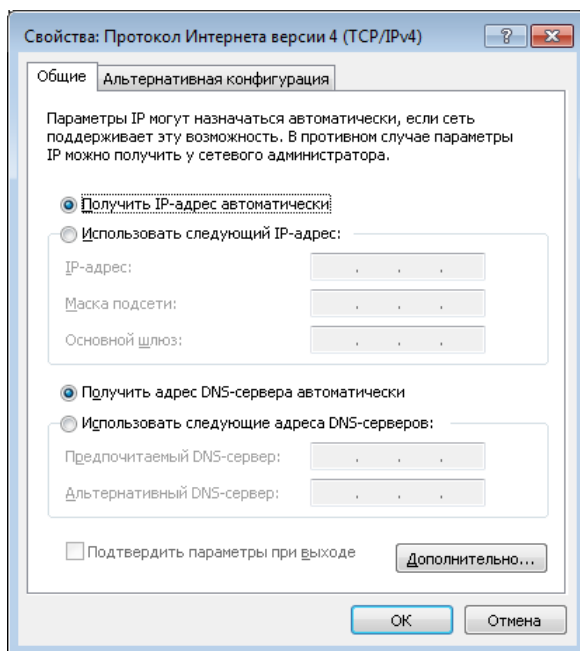 Свойства: Протокол Интернета версии 4 (TCP/IPv4)
Общие
Альтернативная конфигурация
Параметры IP могут назначаться автоматически, если сеть
поддерживает эту возможность. В противном случае параметры
IP можно получить у сетевого администратора.
Получить IP-адрес автоматически
Использовать следующий IP-адрес:
IP-адрес:
Маска подсети:
Основной шлюз:
Получить адрес DNS-сервера автоматически
Использовать следующие адреса DNS-серверов:
Предпочитаемый DNS-сервер:
Альтернативный DNS-сервер:
Подтвердить параметры при выходе
Дополнительно...
ОК
Отмена